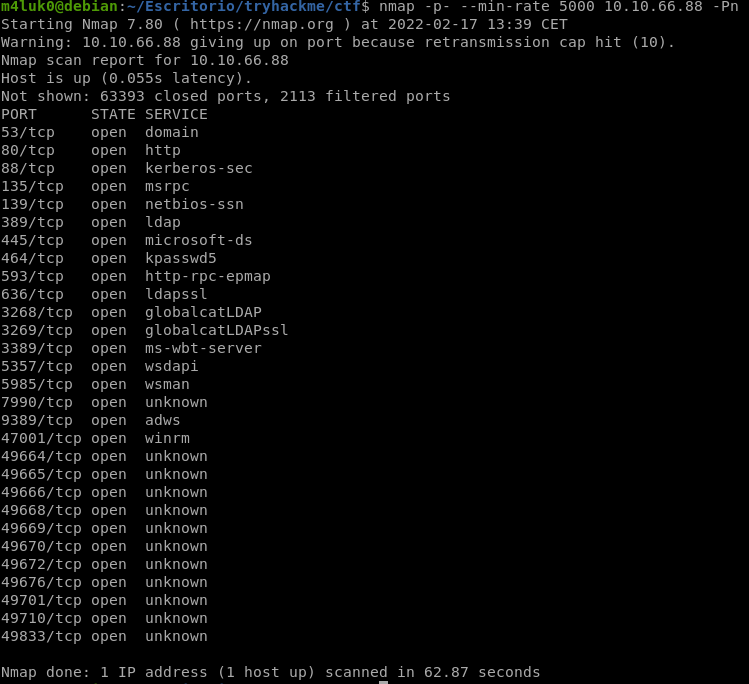 m4luk0@debian:~/Escritorio/tryhackme/ctf$ nmap -p- --min-rate 5000 10.10.66.88 -Pn
Starting Nmap 7.80 ( https://nmap.org ) at 2022-02-17 13:39 CET
Warning: 10.10.66.88 giving up on port because retransmission cap hit (10).
Nmap scan report for 10.10.66.88
Host is up (0.055s latency).
Not shown: 63393 closed ports, 2113 filtered ports
PORT      STATE SERVICE
53/tcp    open  domain
80/tcp    open  http
88/tcp    open  kerberos-sec
135/tcp   open  msrpc
139/tcp   open  netbios-ssn
389/tcp   open  ldap
445/tcp   open  microsoft-ds
464/tcp   open  kpasswd5
593/tcp   open  http-rpc-epmap
636/tcp   open  ldapssl
3268/tcp  open  globalcatLDAP
3269/tcp  open  globalcatLDAPssl
3389/tcp  open  ms-wbt-server
5357/tcp  open  wsdapi
5985/tcp  open  wsman
7990/tcp  open  unknown
9389/tcp  open  adws
47001/tcp open  winrm
49664/tcp open  unknown
49665/tcp open  unknown
49666/tcp open  unknown
49668/tcp open  unknown
49669/tcp open  unknown
49670/tcp open  unknown
49672/tcp open  unknown
49676/tcp open  unknown
49701/tcp open  unknown
49710/tcp open  unknown
49833/tcp open  unknown
Nmap done: 1 IP address (1 host up) scanned in 62.87 seconds